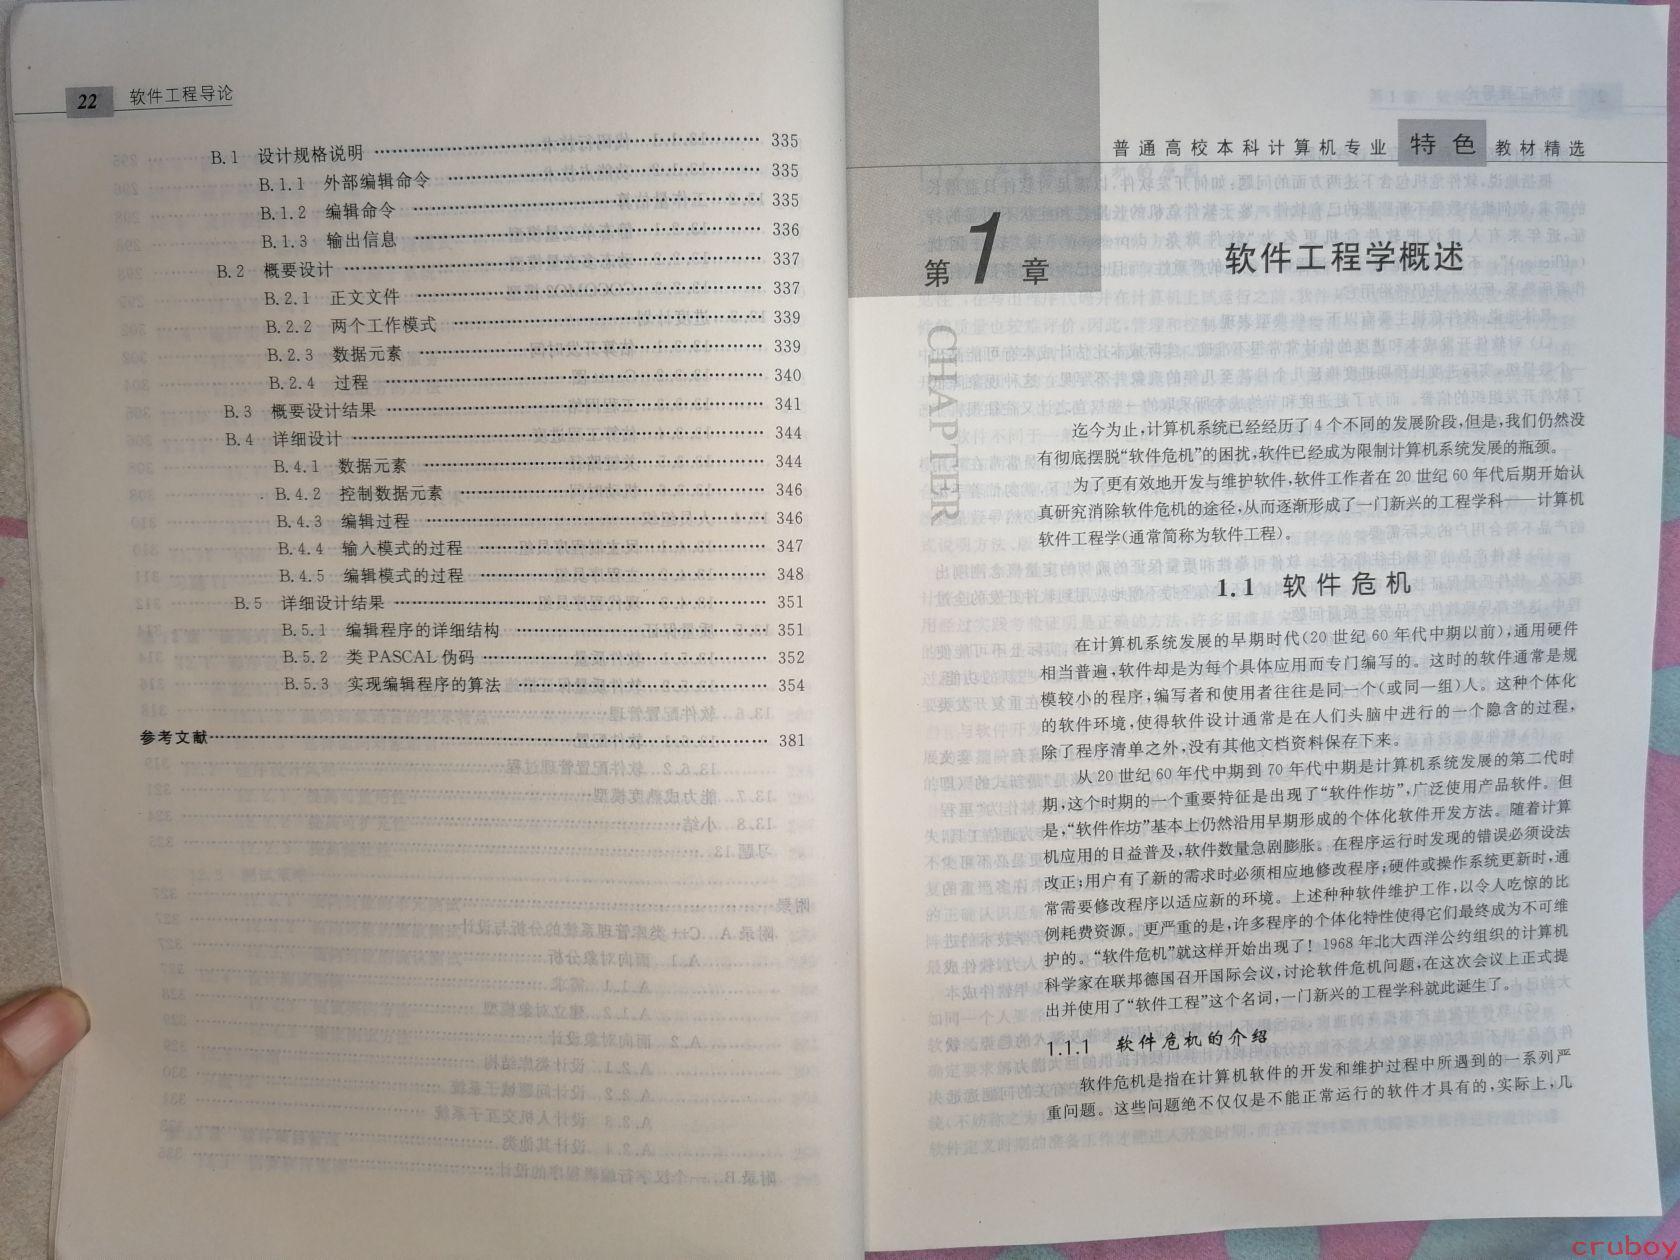 22 软件工程导论
B.1 设计规格说明 …… 335
B.1.1 外部编辑命令 …… 335
B.1.2 编辑命令 …… 335
B.1.3 输出信息 …… 336
B.2 概要设计 …… 337
B.2.1 正文文件 …… 337
B.2.2 两个工作模式 …… 339
B.2.3 数据元素 …… 339
B.2.4 过程 …… 340
B.3 概要设计结果 …… 341
B.4 详细设计 …… 344
B.4.1 数据元素 …… 344
B.4.2 控制数据元素 …… 346
B.4.3 编辑过程 …… 346
B.4.4 输入模式的过程 …… 347
B.4.5 编辑模式的过程 …… 348
B.5 详细设计结果 …… 351
B.5.1 编辑程序的详细结构 …… 351
B.5.2 类 PASCAL 伪码 …… 352
B.5.3 实现编辑程序的算法 …… 354
参考文献 …… 381
普通高校本科计算机专业 特色 教材精选
第1章 软件工程学概述
CHAPTER
迄今为止,计算机系统已经经历了4个不同的发展阶段,但是,我们仍然没
有彻底摆脱“软件危机”的困扰,软件已经成为限制计算机系统发展的瓶颈。
为了更有效地开发与维护软件,软件工作者在20世纪60年代后期开始认
真研究消除软件危机的途径,从而逐渐形成了一门新兴的工程学科——计算机
软件工程学(通常简称为软件工程)。
1.1 软件危机
在计算机系统发展的早期时代(20世纪60年代中期以前),通用硬件
相当普遍,软件却是为每个具体应用而专门编写的。这时的软件通常是规
模较小的程序,编写者和使用者往往是同一个(或同一组)人。这种个体化
的软件环境,使得软件设计通常是在人们头脑中进行的一个隐含的过程,
除了程序清单之外,没有其他文档资料保存下来。
从20世纪60年代中期到70年代中期是计算机系统发展的第二代时
期,这个时期的一个重要特征是出现了“软件作坊”,广泛使用产品软件。但
是,“软件作坊”基本上仍然沿用早期形成的个体化软件开发方法。随着计算
机应用的日益普及,软件数量急剧膨胀。在程序运行时发现的错误必须设法
改正;用户有了新的需求时必须相应地修改程序;硬件或操作系统更新时,通
常需要修改程序以适应新的环境。上述种种软件维护工作,以令人吃惊的比
例耗费资源。更严重的是,许多程序的个体化特性使得它们最终成为不可维
护的。“软件危机”就这样开始出现了!1968年北大西洋公约组织的计算机
科学家在联邦德国召开国际会议,讨论软件危机问题,在这次会议上正式提
出并使用了“软件工程”这个名词,一门新兴的工程学科就此诞生了。
1.1.1 软件危机的介绍
软件危机是指在计算机软件的开发和维护过程中所遇到的一系列严
重问题。这些问题绝不仅仅是不能正常运行的软件才具有的,实际上,几
cruboy